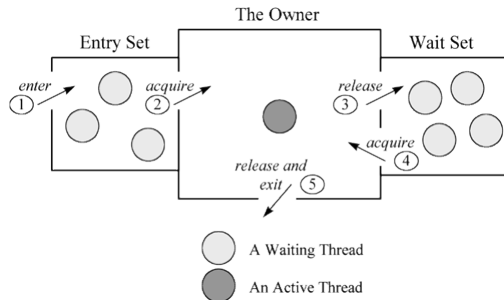 The Owner
Entry Set
Wait Set
enter
1
acquire
2
release
3
acquire
4
release and
exit
5
A Waiting Thread
An Active Thread